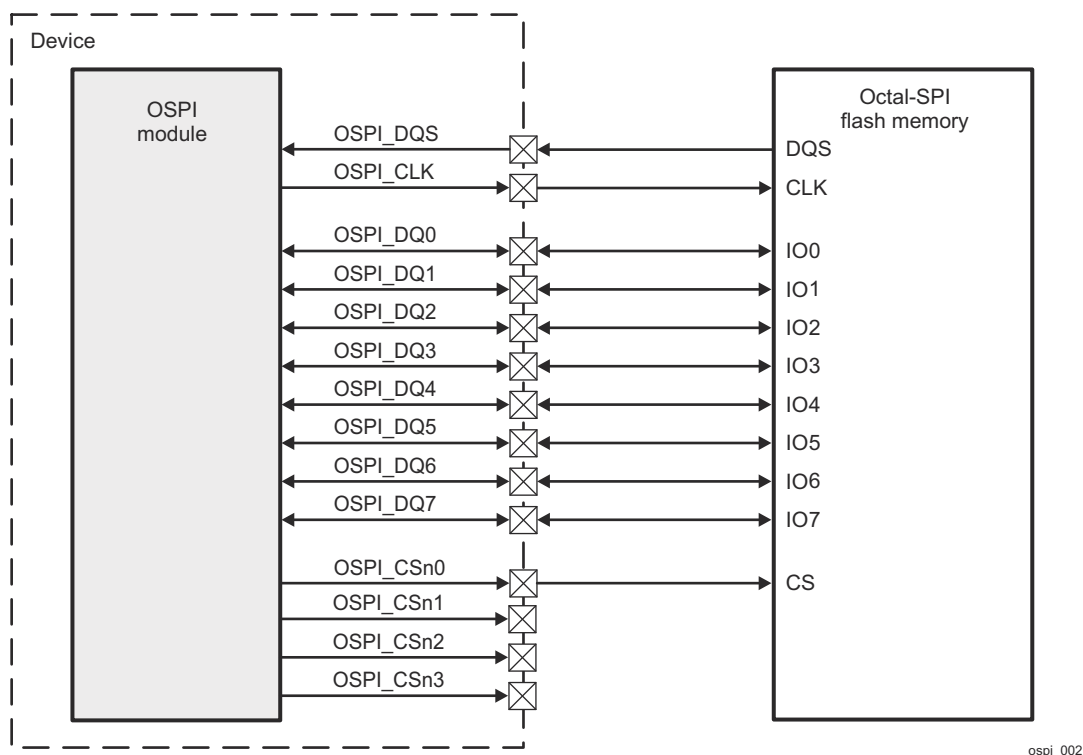 Device
OSPI
module
Octal-SPI
flash memory
OSPI_DQS
DQS
OSPI_CLK
CLK
OSPI_DQ0
IO0
OSPI_DQ1
IO1
OSPI_DQ2
IO2
OSPI_DQ3
IO3
OSPI_DQ4
IO4
OSPI_DQ5
IO5
OSPI_DQ6
IO6
OSPI_DQ7
IO7
OSPI_CSn0
CS
OSPI_CSn1
OSPI_CSn2
OSPI_CSn3
ospi_002